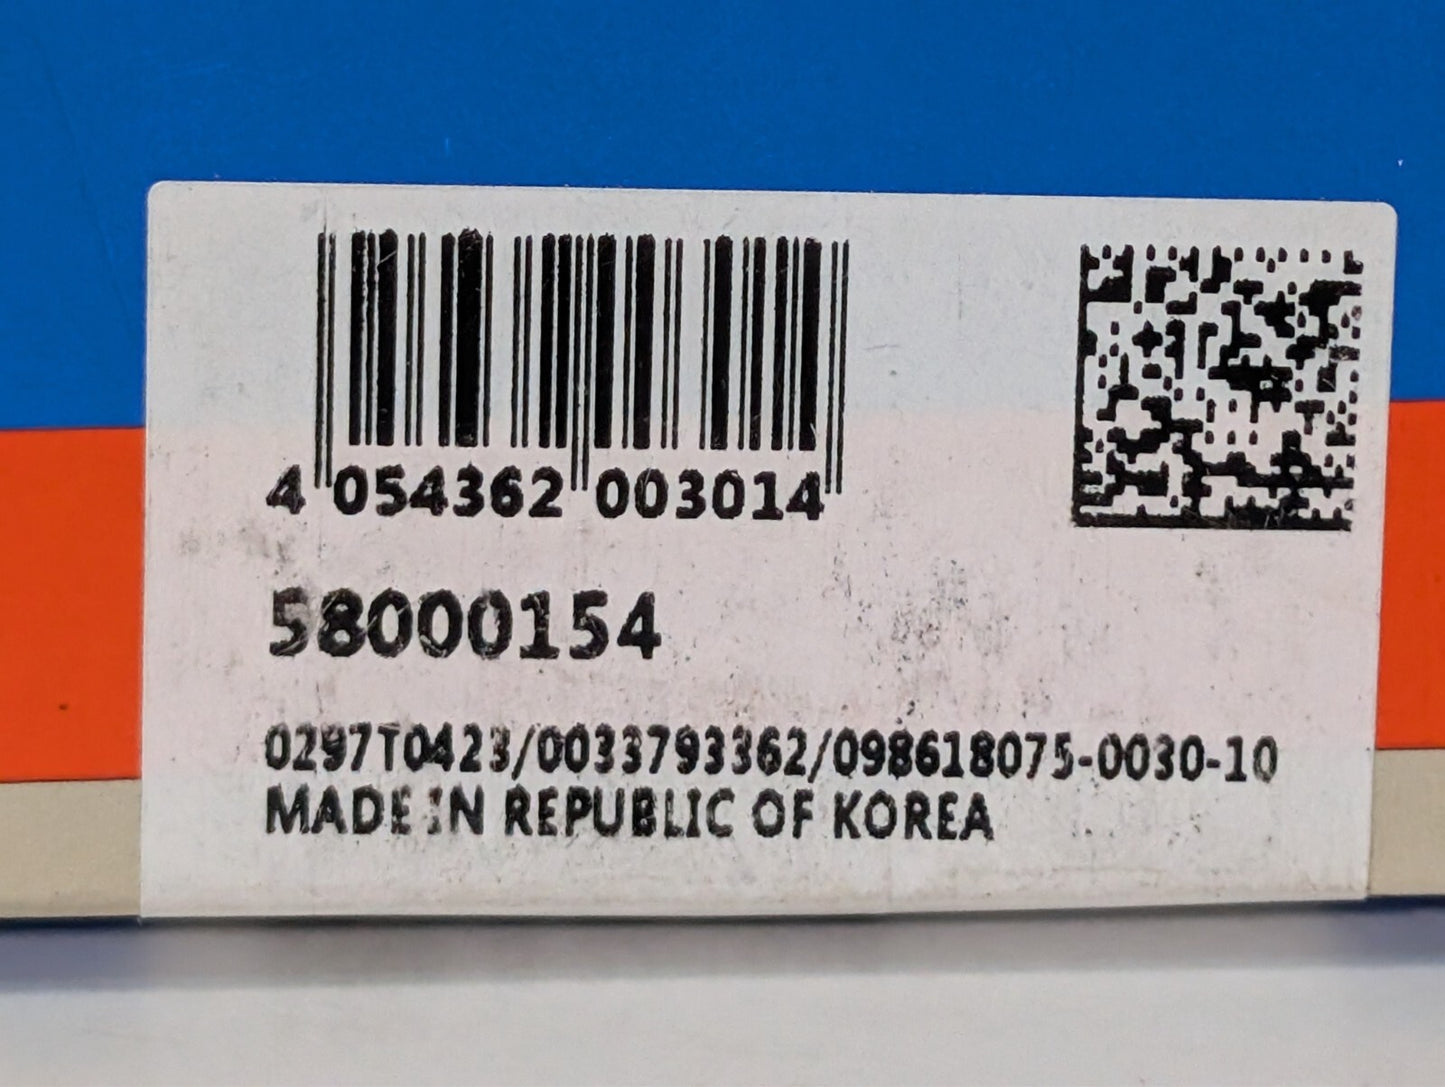 4 054362 003014
58000154
0297T0423/0033793362/098618075-0030-10
MADE IN REPUBLIC OF KOREA